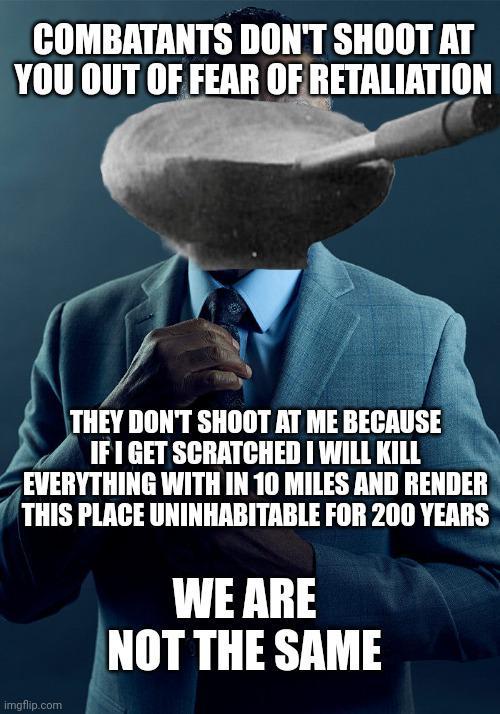 COMBATANTS DON'T SHOOT AT
YOU OUT OF FEAR OF RETALIATION
THEY DON'T SHOOT AT ME BECAUSE
IF I GET SCRATCHED I WILL KILL
EVERYTHING WITH IN 10 MILES AND RENDER
THIS PLACE UNINHABITABLE FOR 200 YEARS
WE ARE
NOT THE SAME
imgflip.com